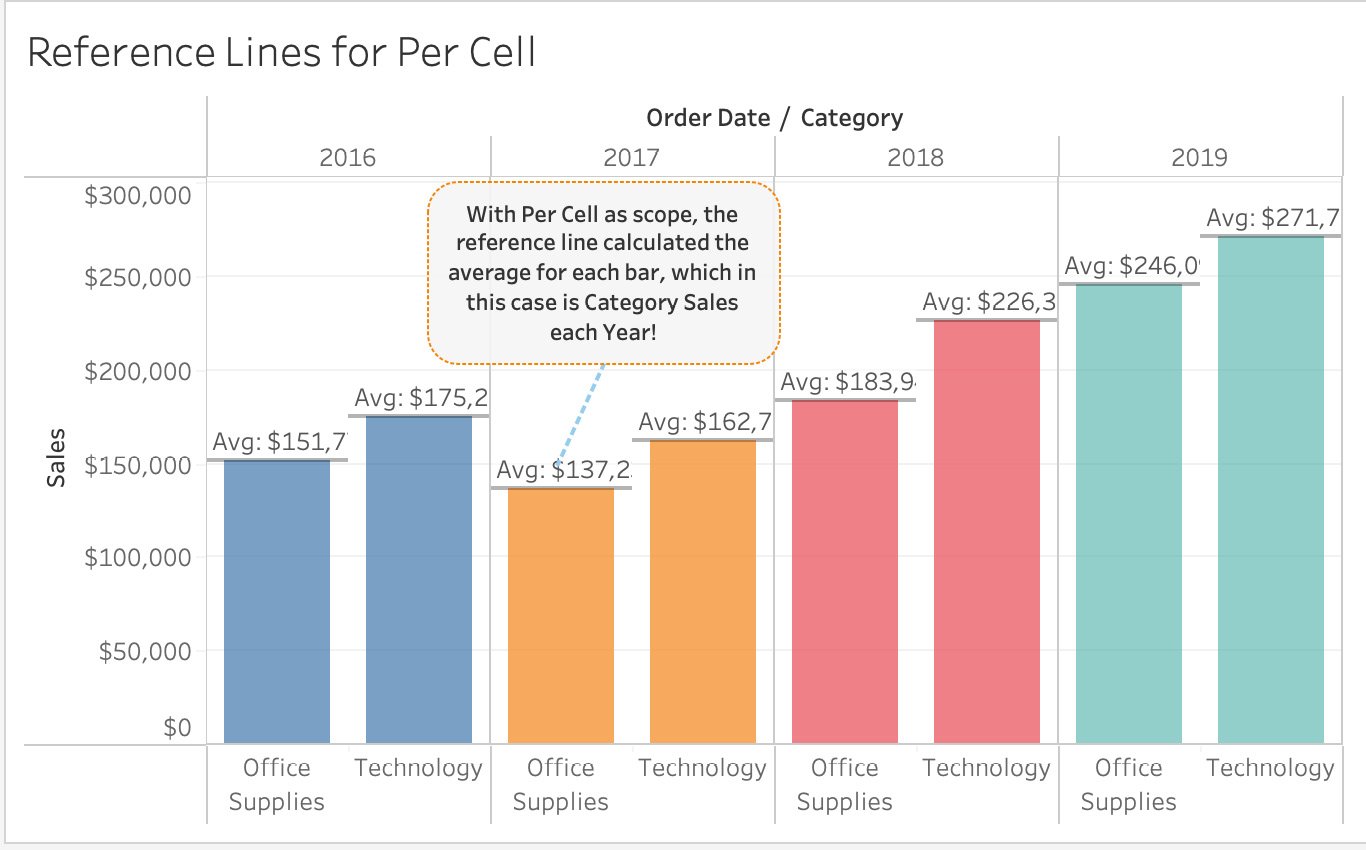 Reference Lines for Per Cell
Order Date / Category
2016
2017
2018
2019
Sales
$300,000
$250,000
$200,000
$150,000
$100,000
$50,000
$0
With Per Cell as scope, the
reference line calculated the
average for each bar, which in
this case is Category Sales
each Year!
Avg: $151,7
Avg: $175,2
Avg: $137,2
Avg: $162,7
Avg: $183,9
Avg: $226,3
Avg: $246,0
Avg: $271,7
Office
Supplies
Technology
Office
Supplies
Technology
Office
Supplies
Technology
Office
Supplies
Technology